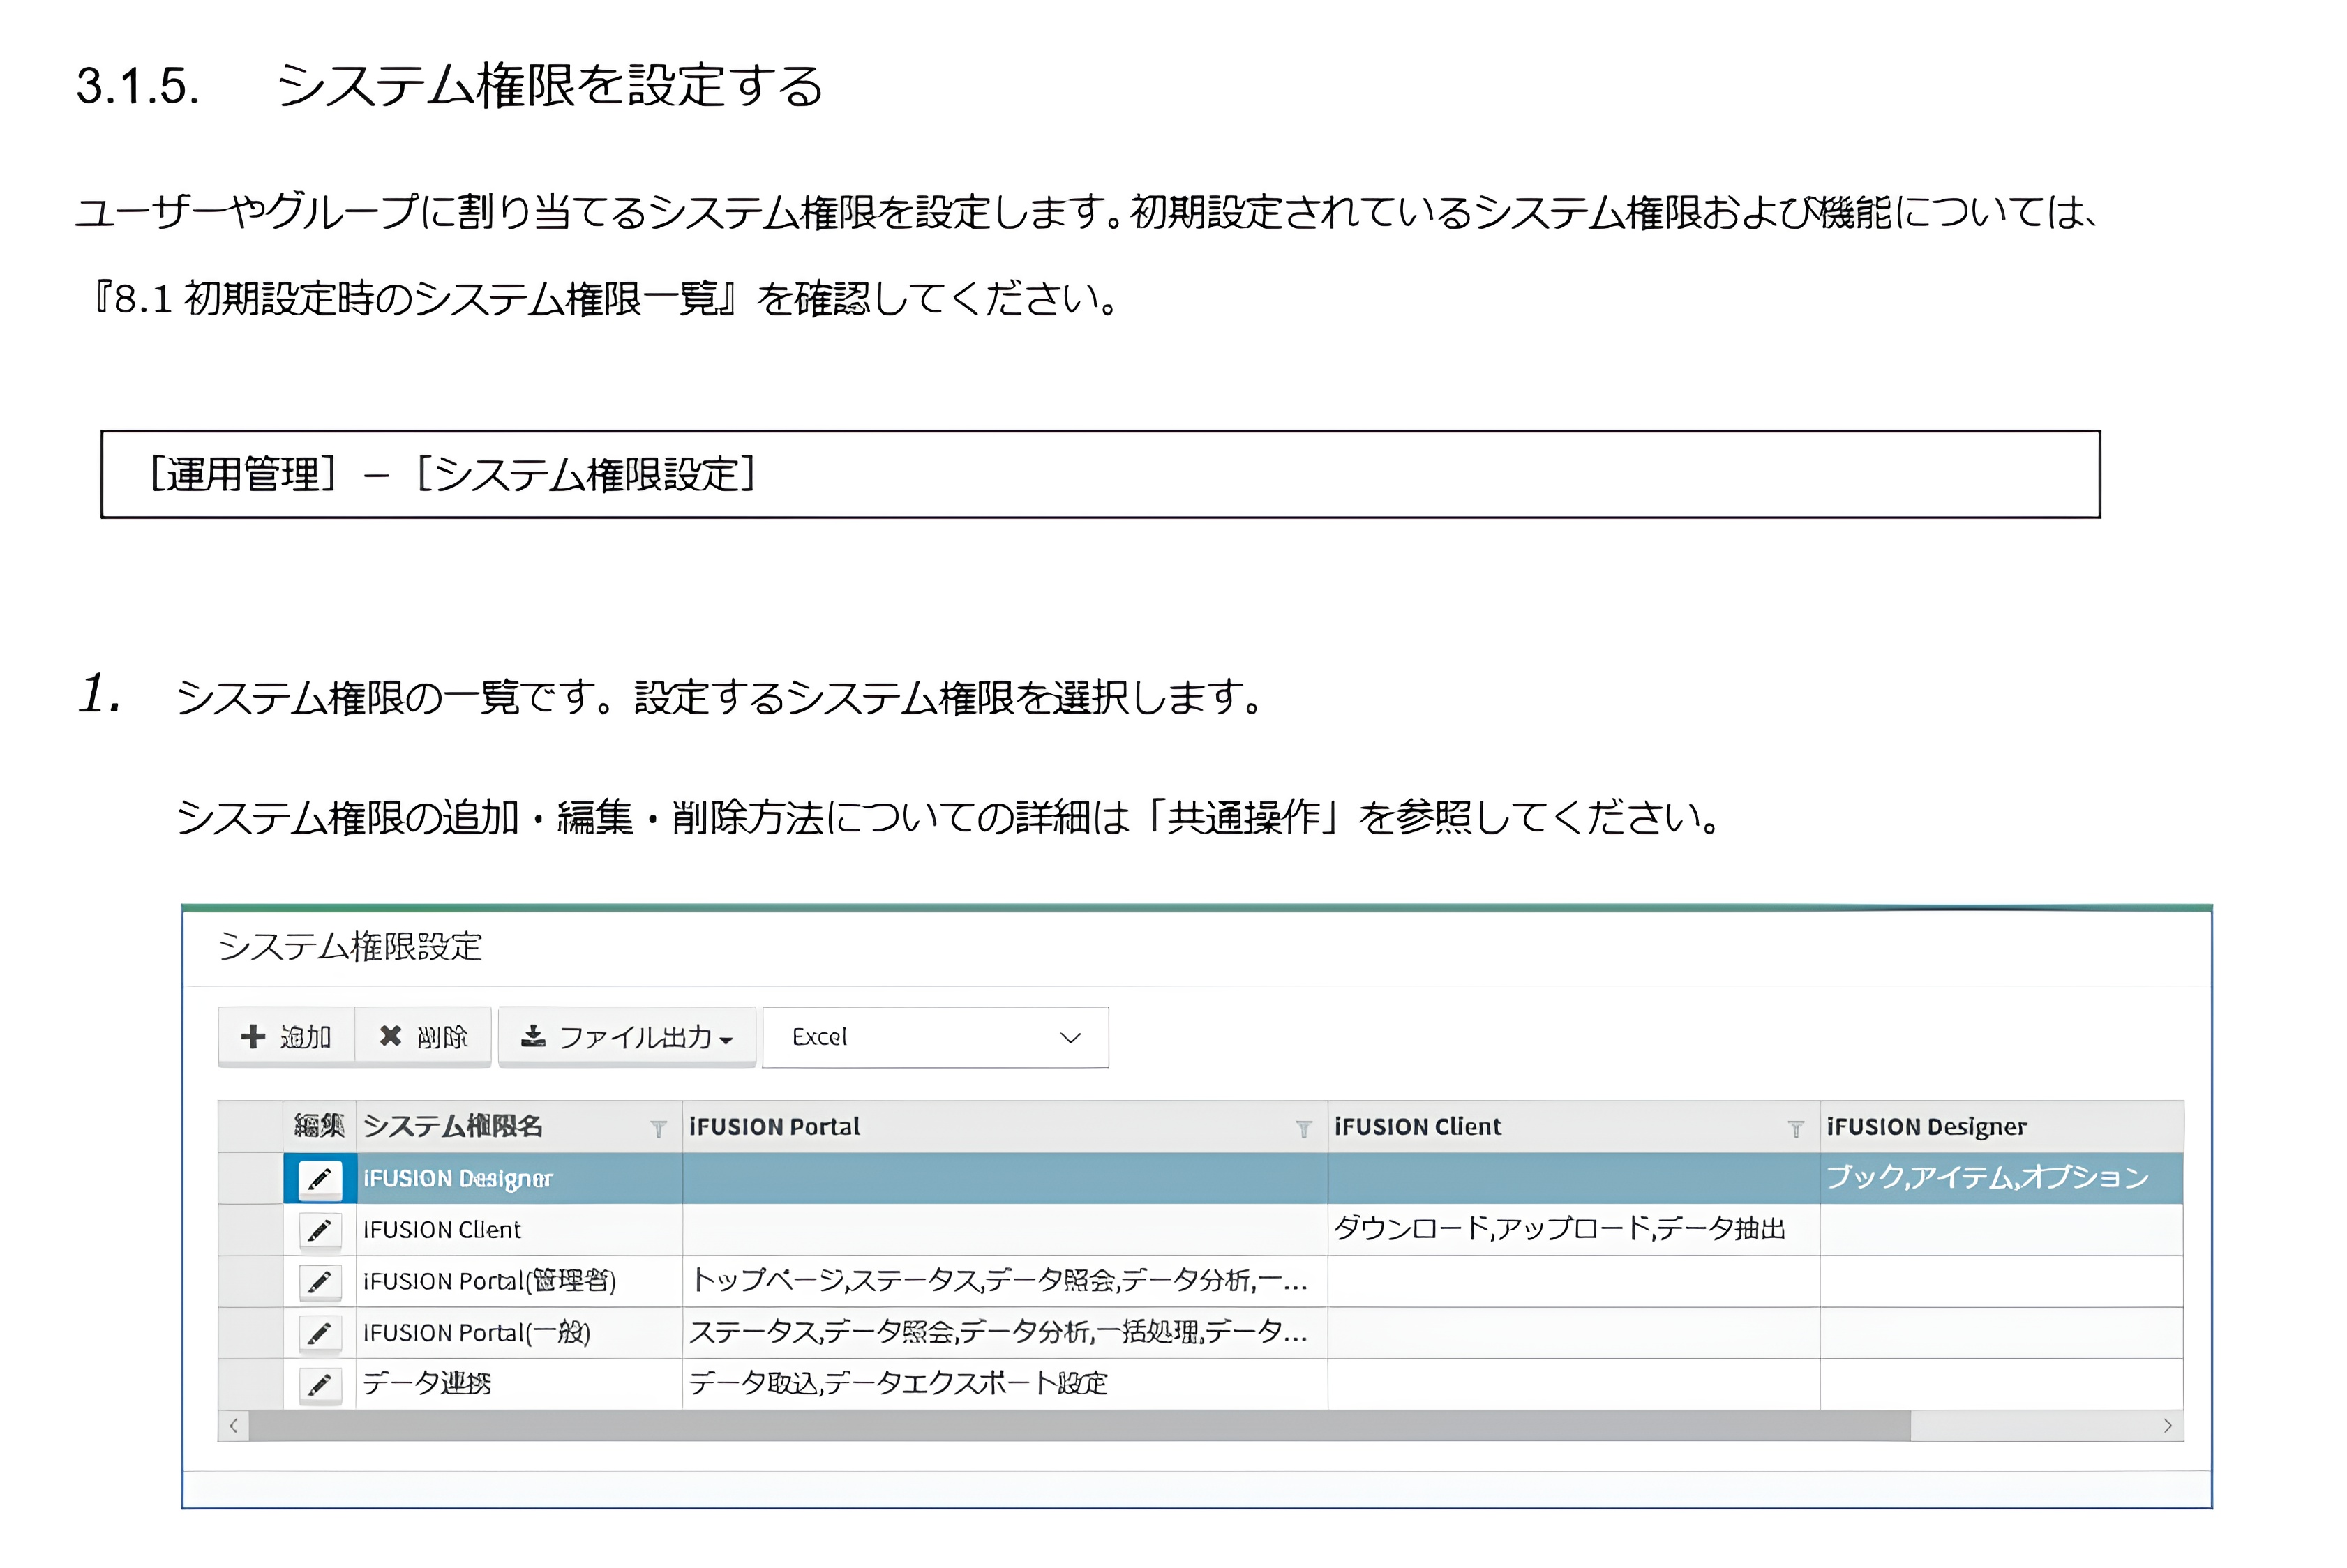 3.1.5. システム権限を設定する
ユーザーやグループに割り当てるシステム権限を設定します。初期設定されているシステム権限および機能については、
『8.1 初期設定時のシステム権限一覧』を確認してください。
［運用管理］ － ［システム権限設定］
1. システム権限の一覧です。設定するシステム権限を選択します。
システム権限の追加・編集・削除方法についての詳細は「共通操作」を参照してください。
システム権限設定
追加 削除 ファイル出力 Excel
編集 システム権限名 iFUSION Portal iFUSION Client iFUSION Designer
iFUSION Designer ブック,アイテム,オプション
iFUSION Client ダウンロード,アップロード,データ抽出
iFUSION Portal(管理者) トップページ,ステータス,データ照会,データ分析,一...
iFUSION Portal(一般) ステータス,データ照会,データ分析,一括処理,データ...
データ連携 データ取込,データエクスポート設定